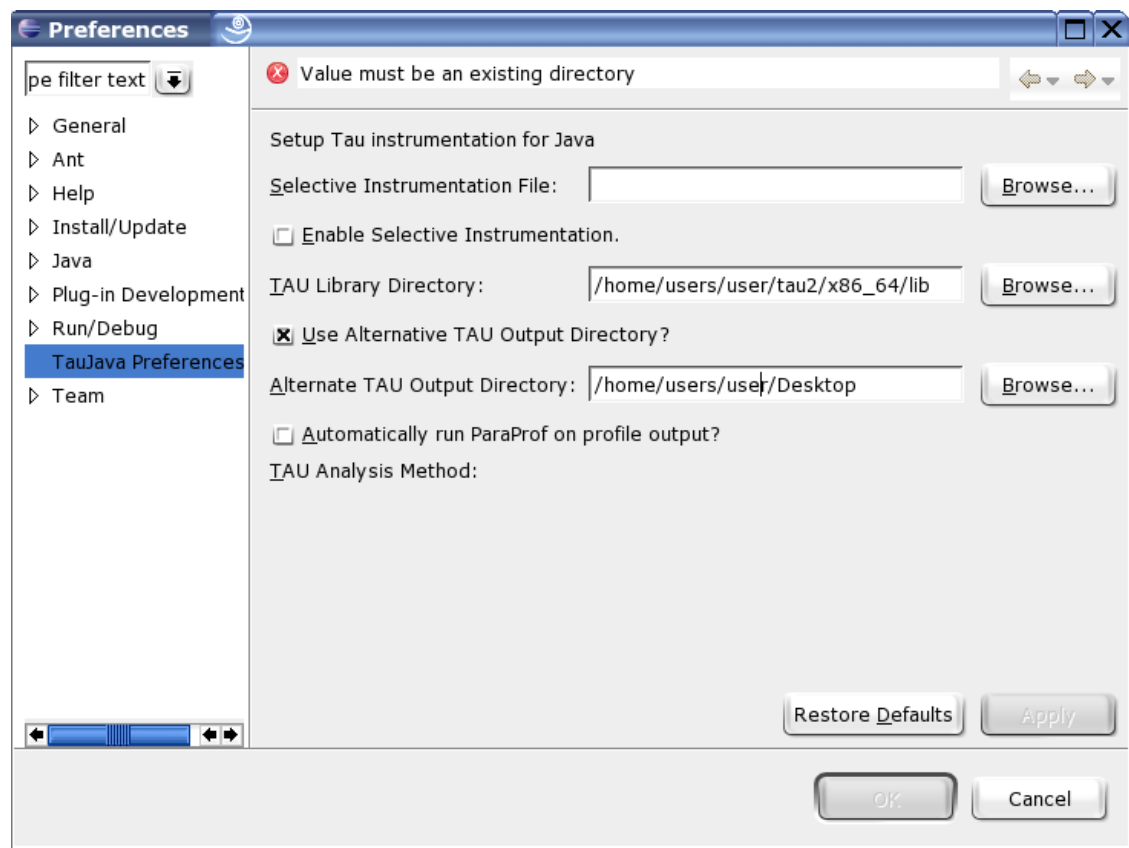 Preferences
pe filter text
Value must be an existing directory
General
Ant
Help
Install/Update
Java
Plug-in Development
Run/Debug
TauJava Preferences
Team
Setup Tau instrumentation for Java
Selective Instrumentation File:
Browse...
Enable Selective Instrumentation.
TAU Library Directory:
/home/users/user/tau2/x86_64/lib
Browse...
Use Alternative TAU Output Directory?
Alternate TAU Output Directory:
/home/users/user/Desktop
Browse...
Automatically run ParaProf on profile output?
TAU Analysis Method:
Restore Defaults
Apply
OK
Cancel